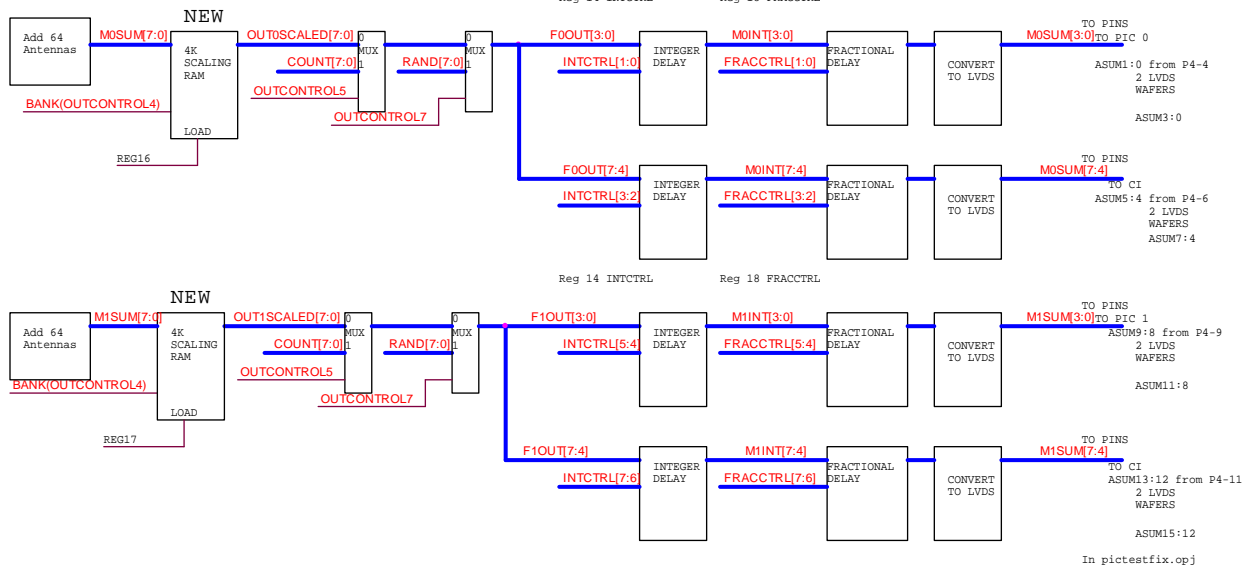 NEW
Add 64
Antennas
M0SUM[7:0]
4K
SCALING
RAM
LOAD
BANK(OUTCONTROL4)
REG16
OUT0SCALED[7:0]
COUNT[7:0]
OUTCONTROL5
0
MUX
1
RAND[7:0]
OUTCONTROL7
0
MUX
1
F0OUT[3:0]
INTCTRL[1:0]
INTEGER
DELAY
M0INT[3:0]
FRACCTRL[1:0]
FRACTIONAL
DELAY
CONVERT
TO LVDS
M0SUM[3:0]
TO PINS
TO PIC 0
ASUM1:0 from P4-4
2 LVDS
WAFERS
ASUM3:0
F0OUT[7:4]
INTCTRL[3:2]
INTEGER
DELAY
M0INT[7:4]
FRACCTRL[3:2]
FRACTIONAL
DELAY
CONVERT
TO LVDS
M0SUM[7:4]
TO PINS
TO CI
ASUM5:4 from P4-6
2 LVDS
WAFERS
ASUM7:4
Reg 14 INTCTRL
Reg 18 FRACCTRL
NEW
Add 64
Antennas
M1SUM[7:0]
4K
SCALING
RAM
LOAD
BANK(OUTCONTROL4)
REG17
OUT1SCALED[7:0]
COUNT[7:0]
OUTCONTROL5
0
MUX
1
RAND[7:0]
OUTCONTROL7
0
MUX
1
F1OUT[3:0]
INTCTRL[5:4]
INTEGER
DELAY
M1INT[3:0]
FRACCTRL[5:4]
FRACTIONAL
DELAY
CONVERT
TO LVDS
M1SUM[3:0]
TO PINS
TO PIC 1
ASUM9:8 from P4-9
2 LVDS
WAFERS
ASUM11:8
F1OUT[7:4]
INTCTRL[7:6]
INTEGER
DELAY
M1INT[7:4]
FRACCTRL[7:6]
FRACTIONAL
DELAY
CONVERT
TO LVDS
M1SUM[7:4]
TO PINS
TO CI
ASUM13:12 from P4-11
2 LVDS
WAFERS
ASUM15:12
In pictestfix.opj